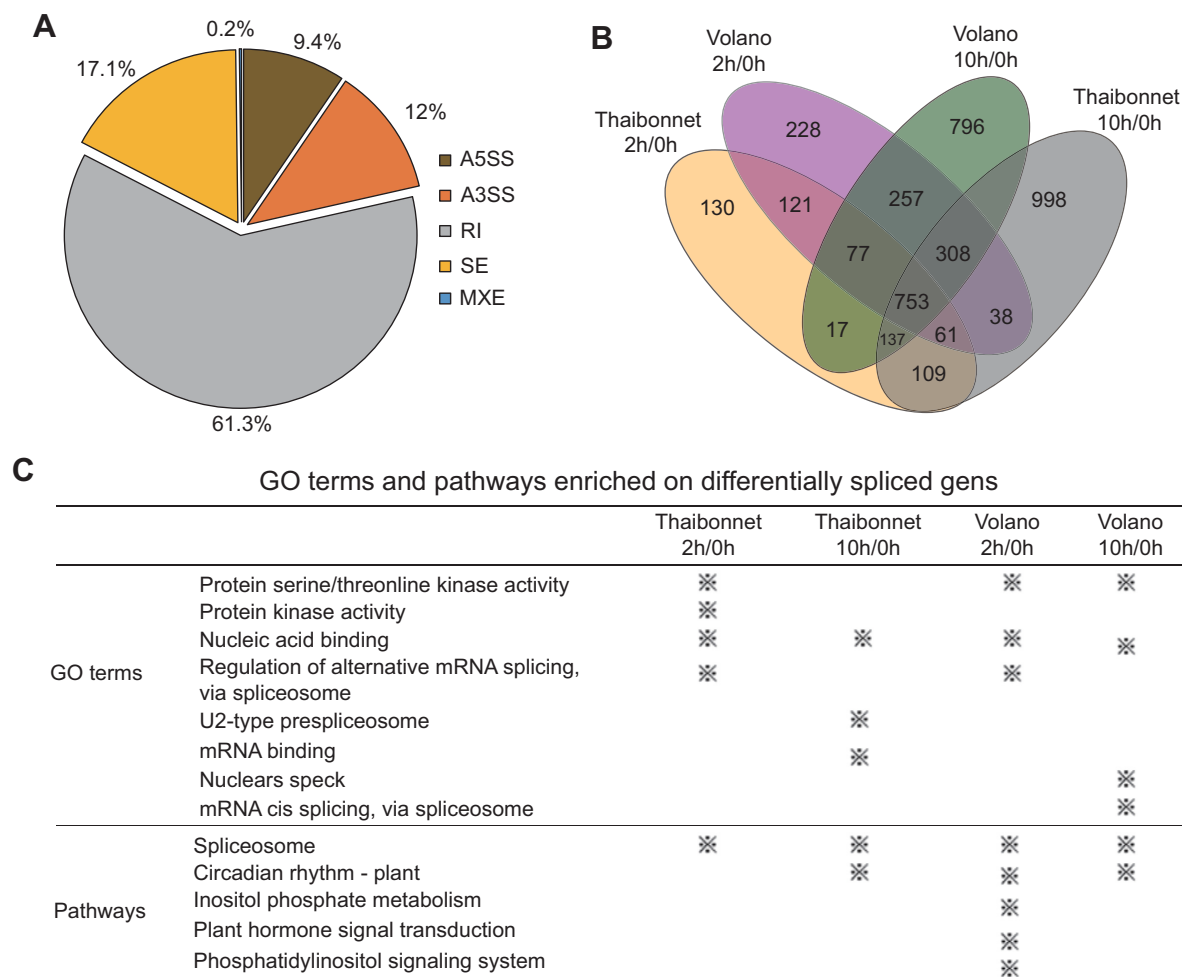 A
0.2%
9.4%
17.1%
12%
61.3%
A5SS
A3SS
RI
SE
MXE
B
Volano
2h/0h
Volano
10h/0h
Thaibonnet
2h/0h
Thaibonnet
10h/0h
228
796
130
121
257
998
77
308
753
17
137
61
38
109
C
GO terms and pathways enriched on differentially spliced gens
Thaibonnet Thaibonnet Volano Volano
2h/0h 10h/0h 2h/0h 10h/0h
GO terms
Protein serine/threonline kinase activity ※ ※ ※
Protein kinase activity ※
Nucleic acid binding ※ ※ ※ ※
Regulation of alternative mRNA splicing,
via spliceosome ※ ※
U2-type prespliceosome ※
mRNA binding ※
Nuclears speck ※
mRNA cis splicing, via spliceosome ※
Pathways
Spliceosome ※ ※ ※ ※
Circadian rhythm - plant ※ ※ ※
Inositol phosphate metabolism ※
Plant hormone signal transduction ※
Phosphatidylinositol signaling system ※